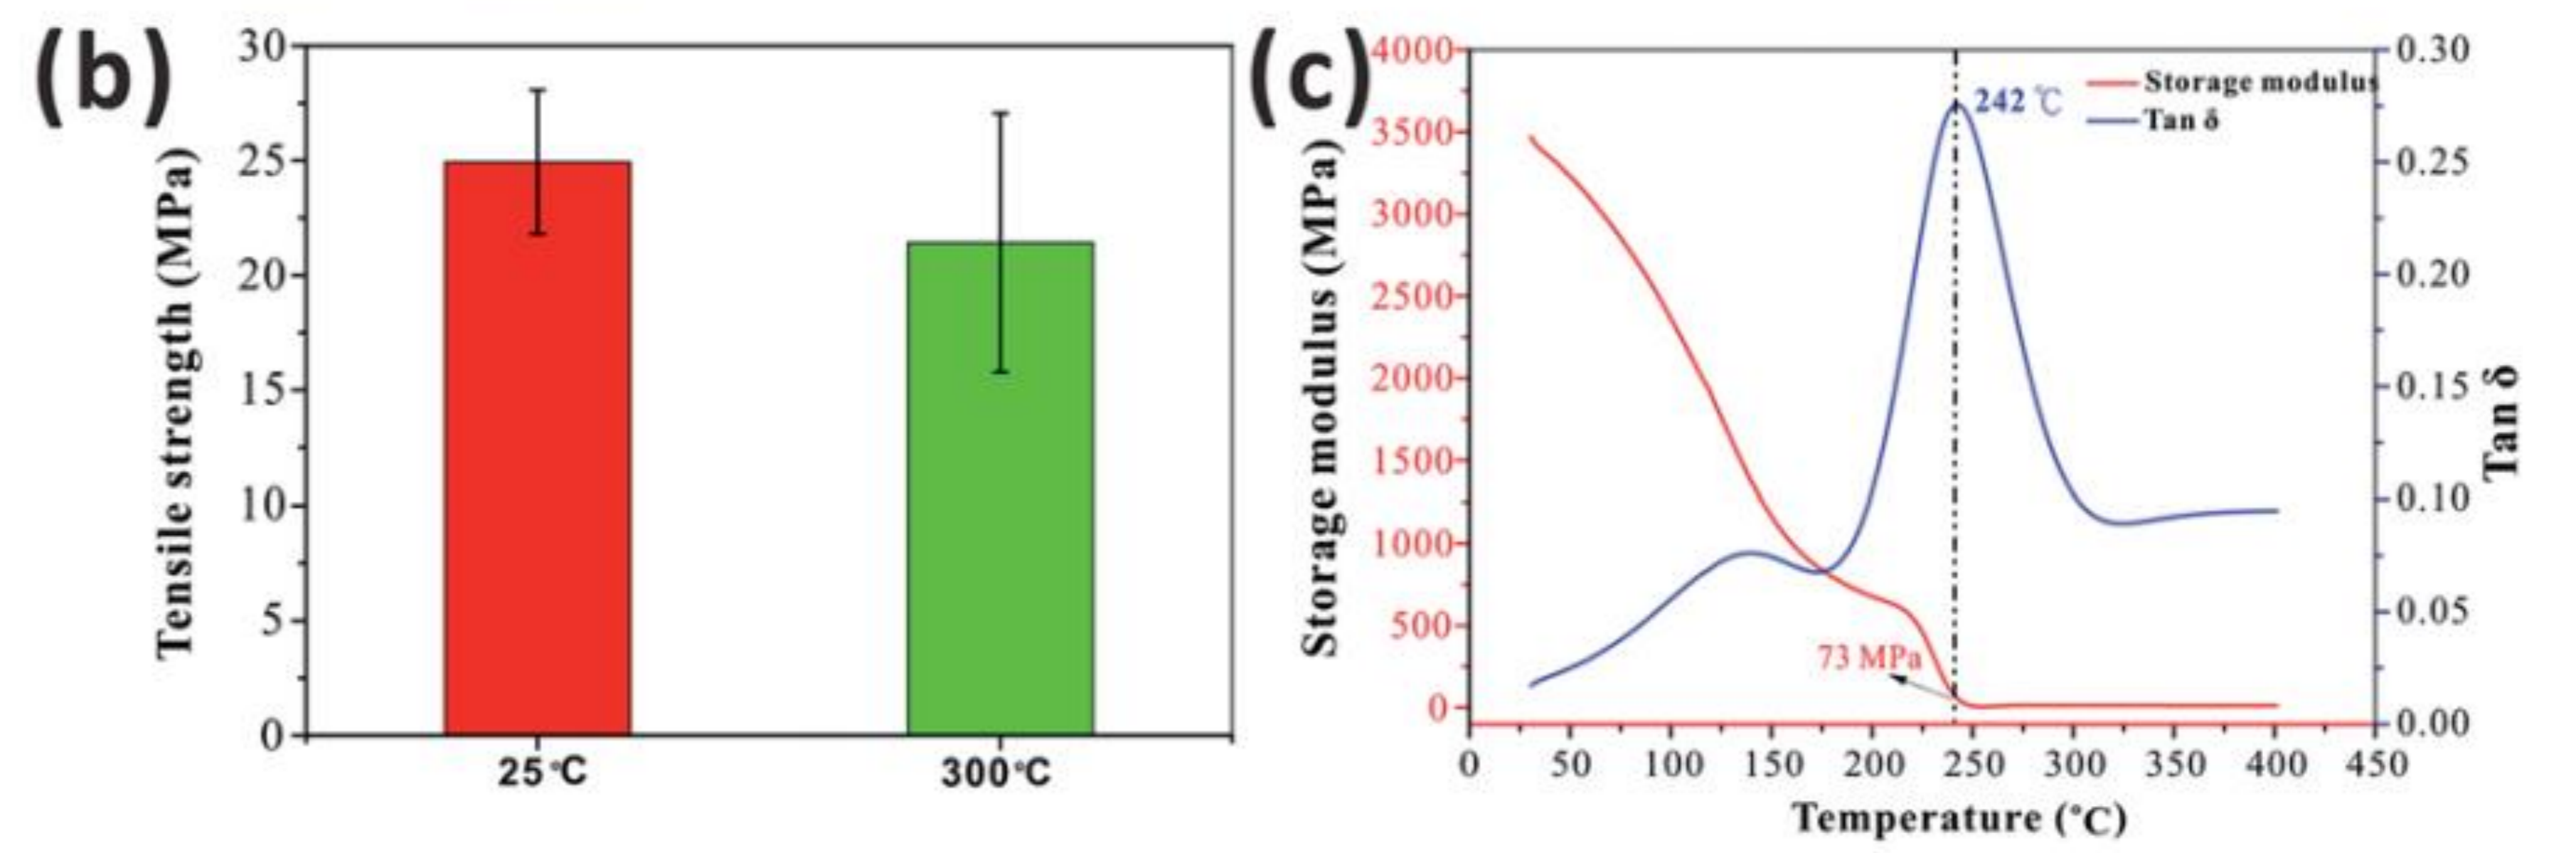 (b)
Tensile strength (MPa)
30
25
20
15
10
5
0
25℃
300℃
(c)
Storage modulus (MPa)
4000
3500
3000
2500
2000
1500
1000
500
0
242 ℃
Storage modulus
Tan δ
73 MPa
0.30
0.25
0.20
0.15
0.10
0.05
0.00
Tan δ
0 50 100 150 200 250 300 350 400 450
Temperature (℃)